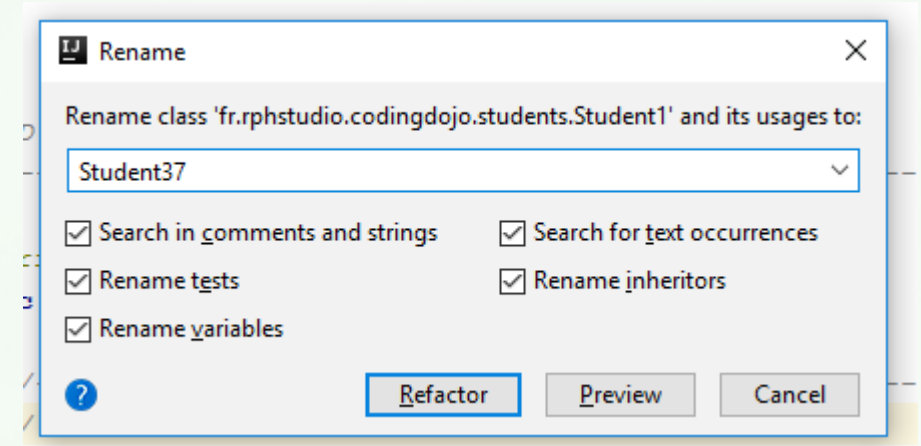 IJ Rename
Rename class 'fr.rphstudio.codingdojo.students.Student1' and its usages to:
Student37
Search in comments and strings Search for text occurrences
Rename tests Rename inheritors
Rename variables
? Refactor Preview Cancel